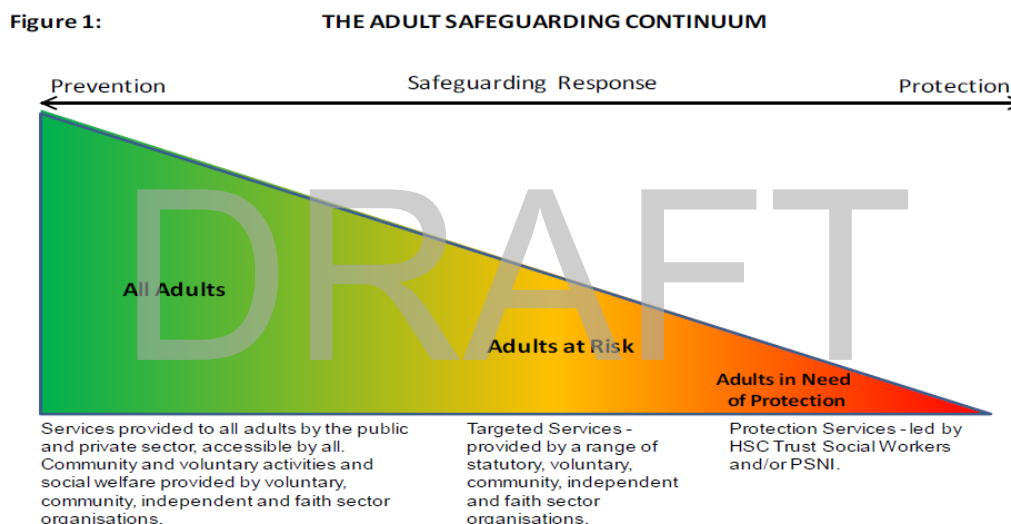 Figure 1: THE ADULT SAFEGUARDING CONTINUUM
Prevention Safeguarding Response Protection
DRAFT
All Adults
Adults at Risk
Adults in Need
of Protection
Services provided to all adults by the public
and private sector, accessible by all.
Community and voluntary activities and
social welfare provided by voluntary,
community, independent and faith sector
organisations.
Targeted Services -
provided by a range of
statutory, voluntary,
community, independent
and faith sector
organisations.
Protection Services - led by
HSC Trust Social Workers
and/or PSNI.